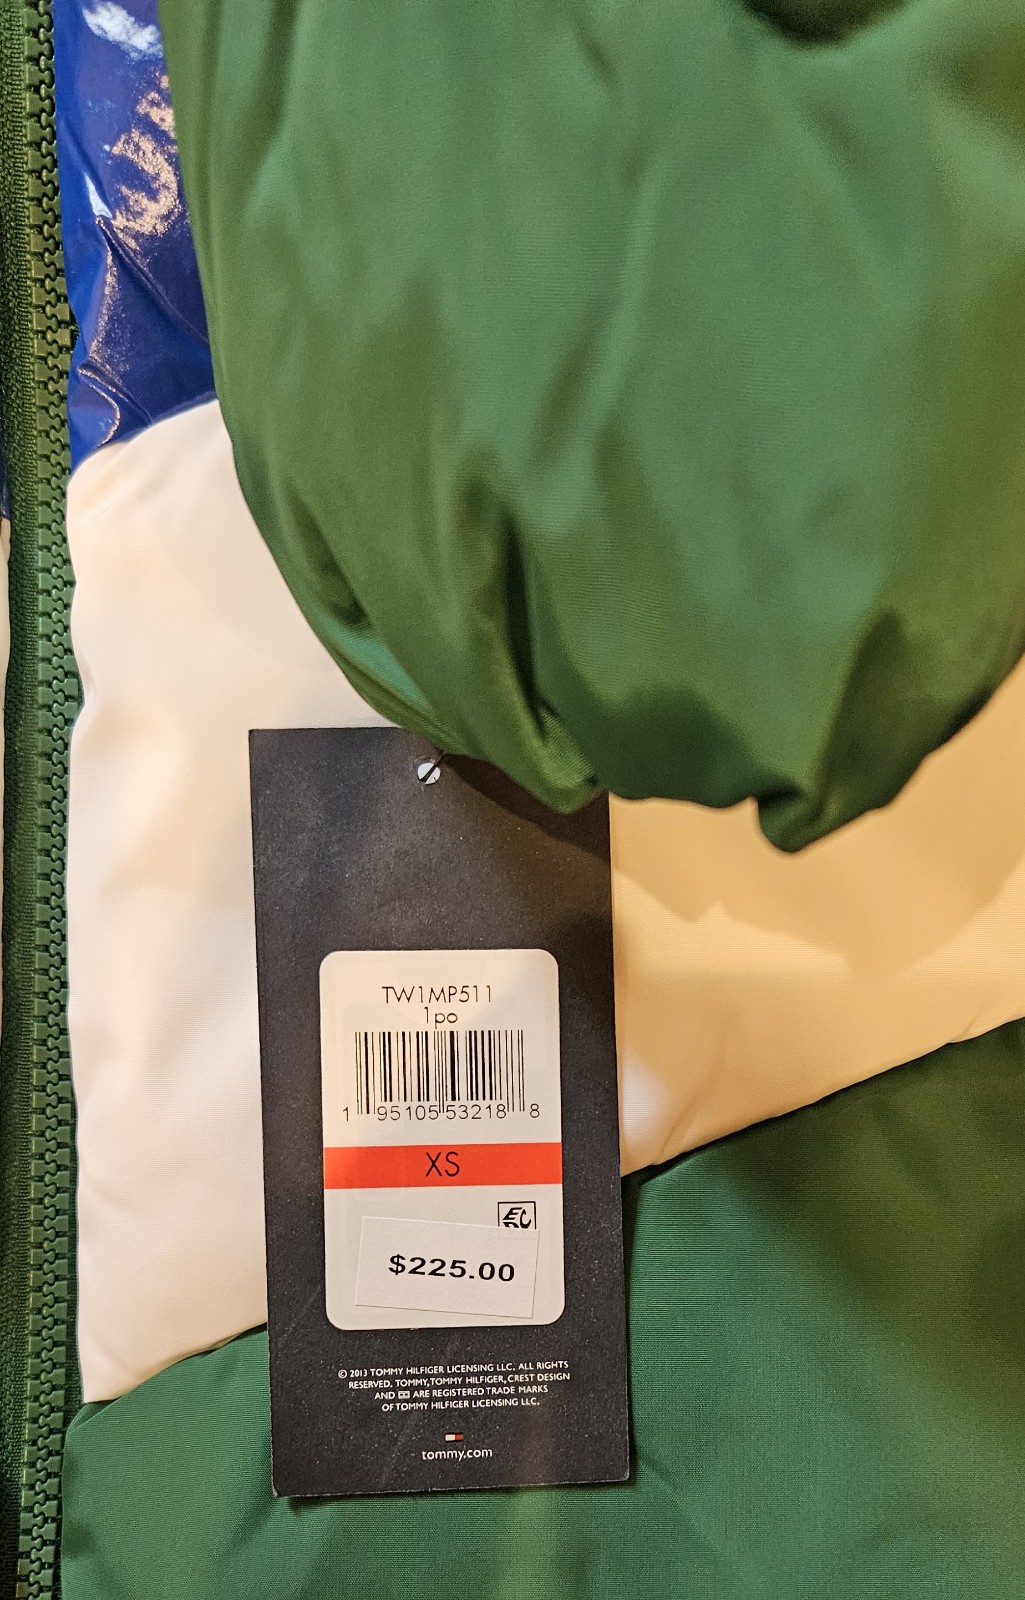 TW1MP511
1po
1 95105 53218 8
XS
$225.00
© 2013 TOMMY HILFIGER LICENSING LLC. ALL RIGHTS
RESERVED. TOMMY, TOMMY HILFIGER, CREST DESIGN
AND ARE REGISTERED TRADE MARKS
OF TOMMY HILFIGER LICENSING LLC.
tommy.com